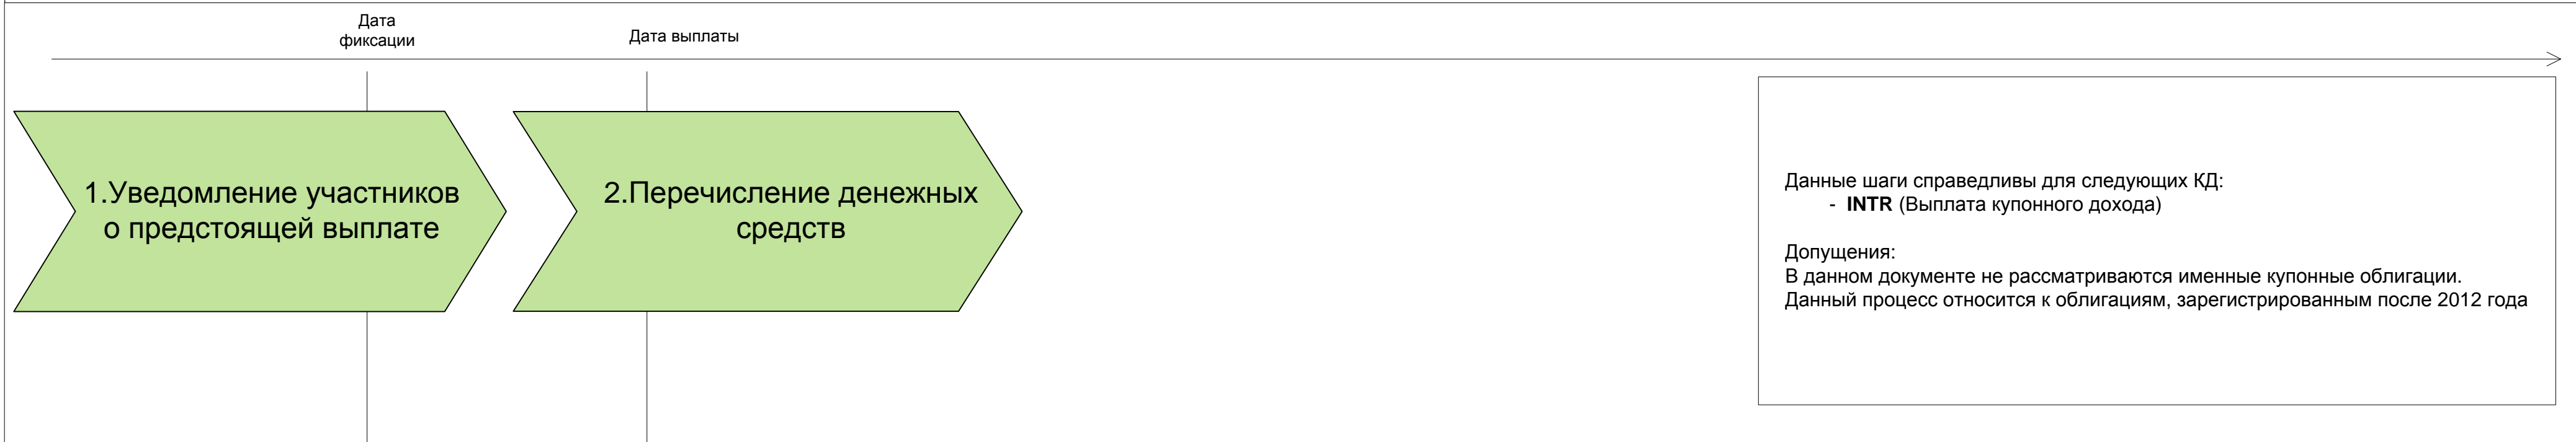 Дата
фиксации
Дата выплаты
1.Уведомление участников
о предстоящей выплате
2.Перечисление денежных
средств
Данные шаги справедливы для следующих КД:
- INTR (Выплата купонного дохода)
Допущения:
В данном документе не рассматриваются именные купонные облигации.
Данный процесс относится к облигациям, зарегистрированным после 2012 года